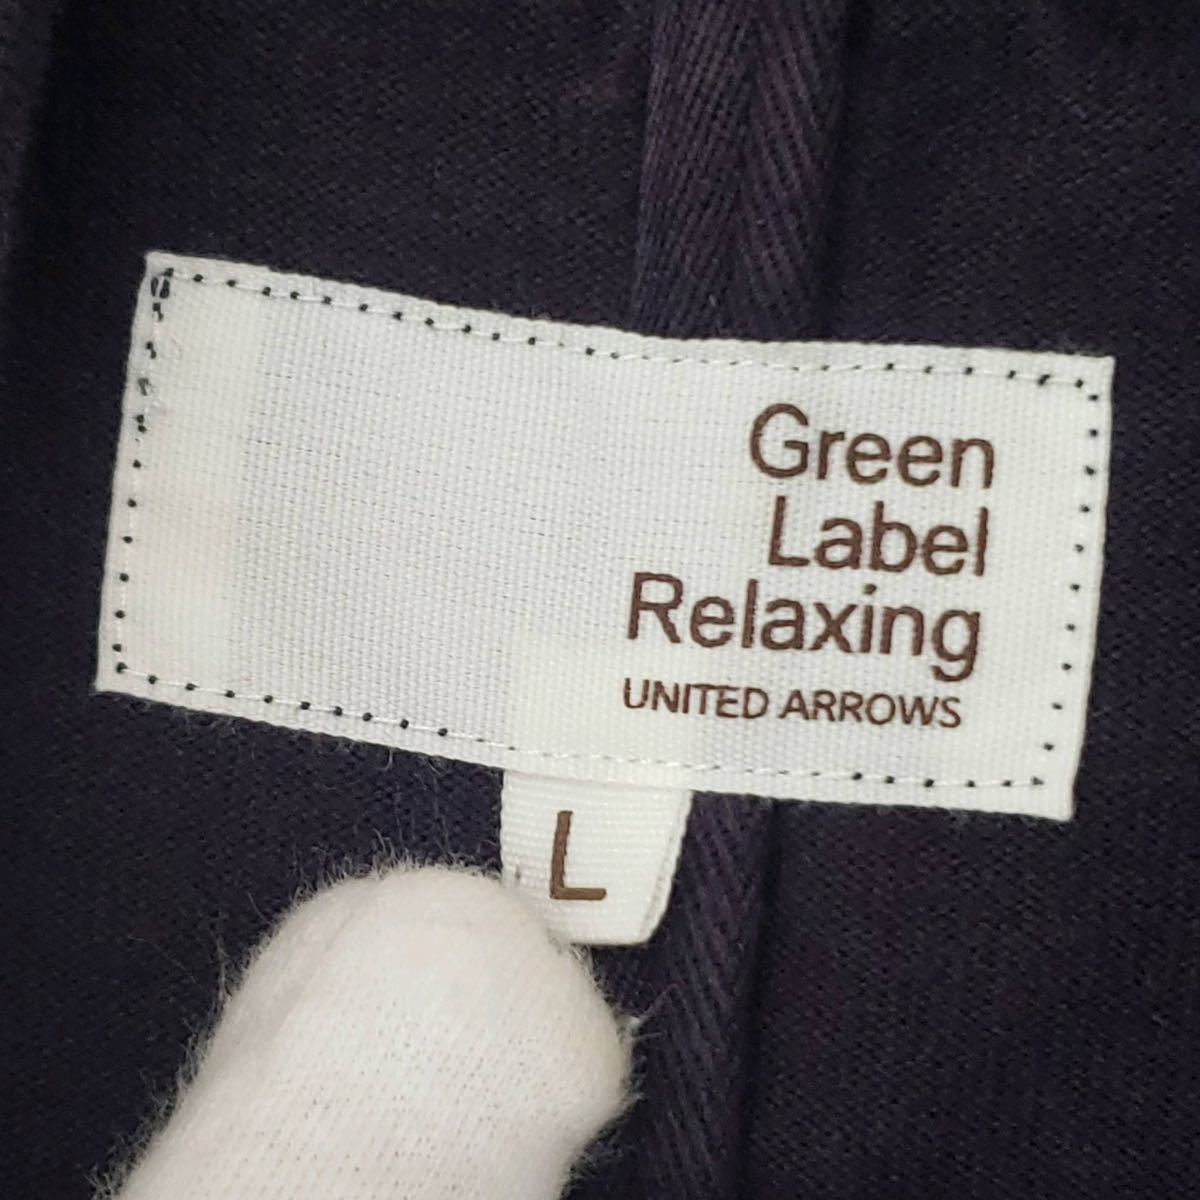 Green
Label
Relaxing
UNITED ARROWS
L